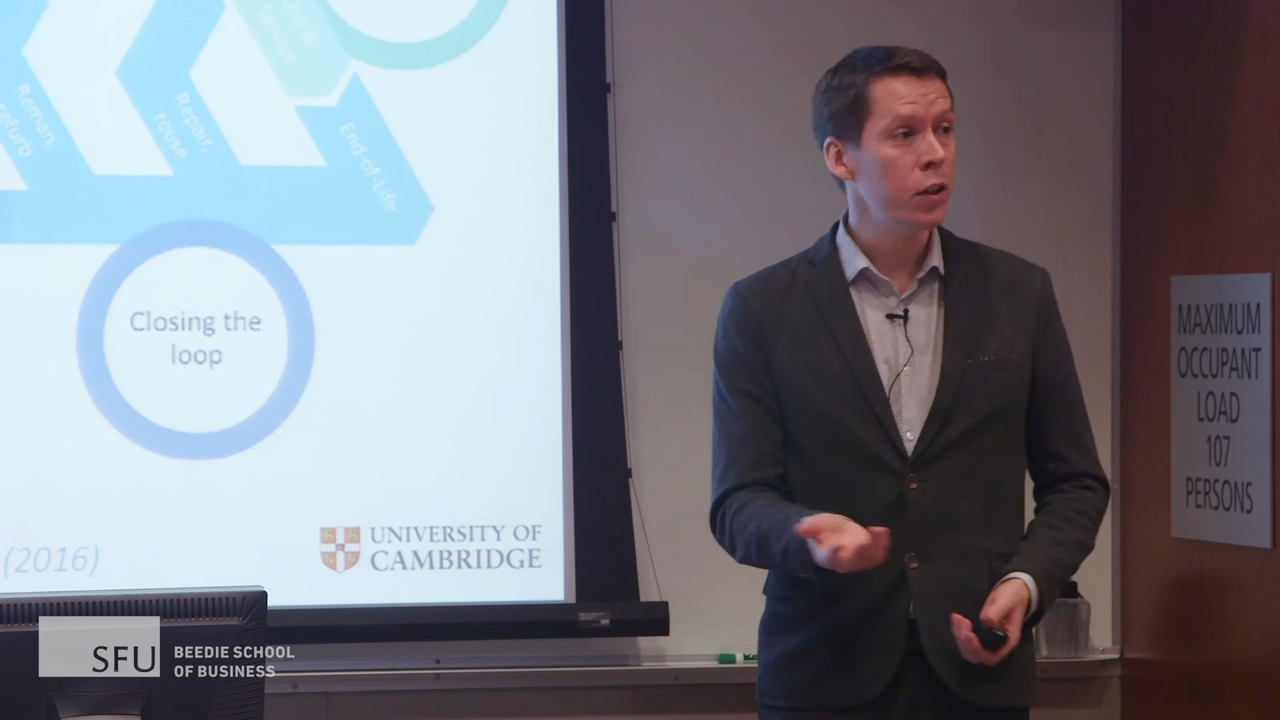 Service
Reman,
refurb
Repair,
reuse
End-of-Life
Closing the
loop
(2016)
UNIVERSITY OF
CAMBRIDGE
SFU
BEEDIE SCHOOL
OF BUSINESS
MAXIMUM
OCCUPANT
LOAD
107
PERSONS